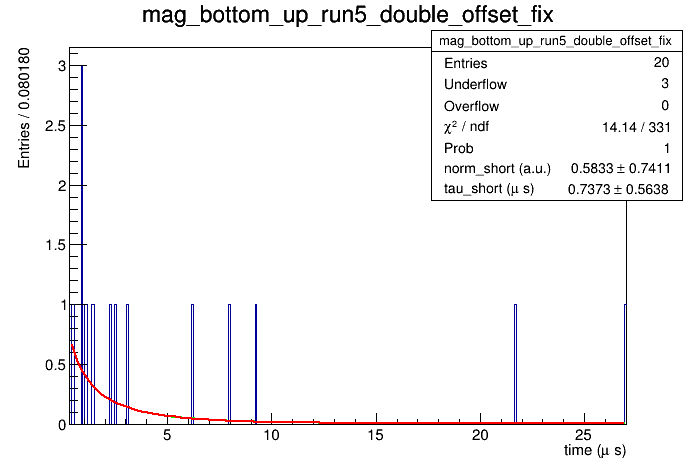 mag_bottom_up_run5_double_offset_fix
mag_bottom_up_run5_double_offset_fix
Entries 20
Underflow 3
Overflow 0
χ² / ndf 14.14 / 331
Prob 1
norm_short (a.u.) 0.5833 ± 0.7411
tau_short (μ s) 0.7373 ± 0.5638
Entries / 0.080180
3
2.5
2
1.5
1
0.5
0
5 10 15 20 25
time (μ s)